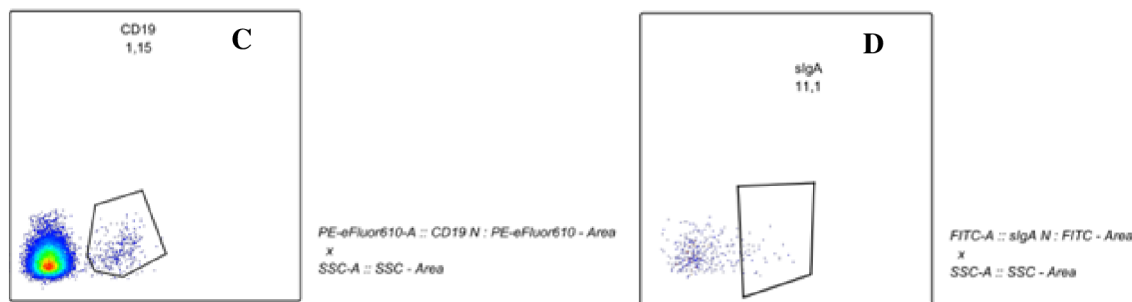 CD19
1,15
C
PE-eFluor610-A :: CD19 N : PE-eFluor610 - Area
x
SSC-A :: SSC - Area
sIgA
11,1
D
FITC-A :: sIgA N : FITC - Area
x
SSC-A :: SSC - Area